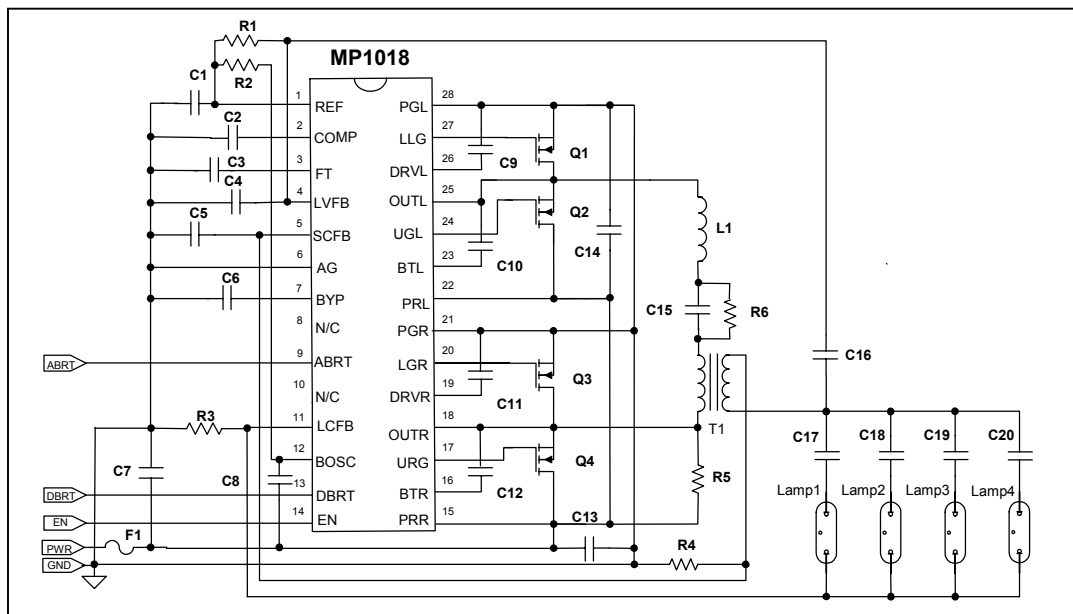 MP1018
R1
R2
C1
C2
C3
C4
C5
C6
1 REF
2 COMP
3 FT
4 LVFB
5 SCFB
6 AG
7 BYP
8 N/C
9 ABRT
10 N/C
11 LCFB
12 BOSC
13 DBRT
14 EN
PGL 28
LLG 27
DRVL 26
OUTL 25
UGL 24
BTL 23
PRL 22
PGR 21
LGR 20
DRVR 19
OUTR 18
URG 17
BTR 16
PRR 15
C9
Q1
Q2
C10
C14
L1
C15
R6
C11
Q3
T1
C16
Q4
C12
R5
C13
R4
C17
C18
C19
C20
Lamp1
Lamp2
Lamp3
Lamp4
ABRT
R3
C7
C8
DBRT
EN
PWR
F1
GND